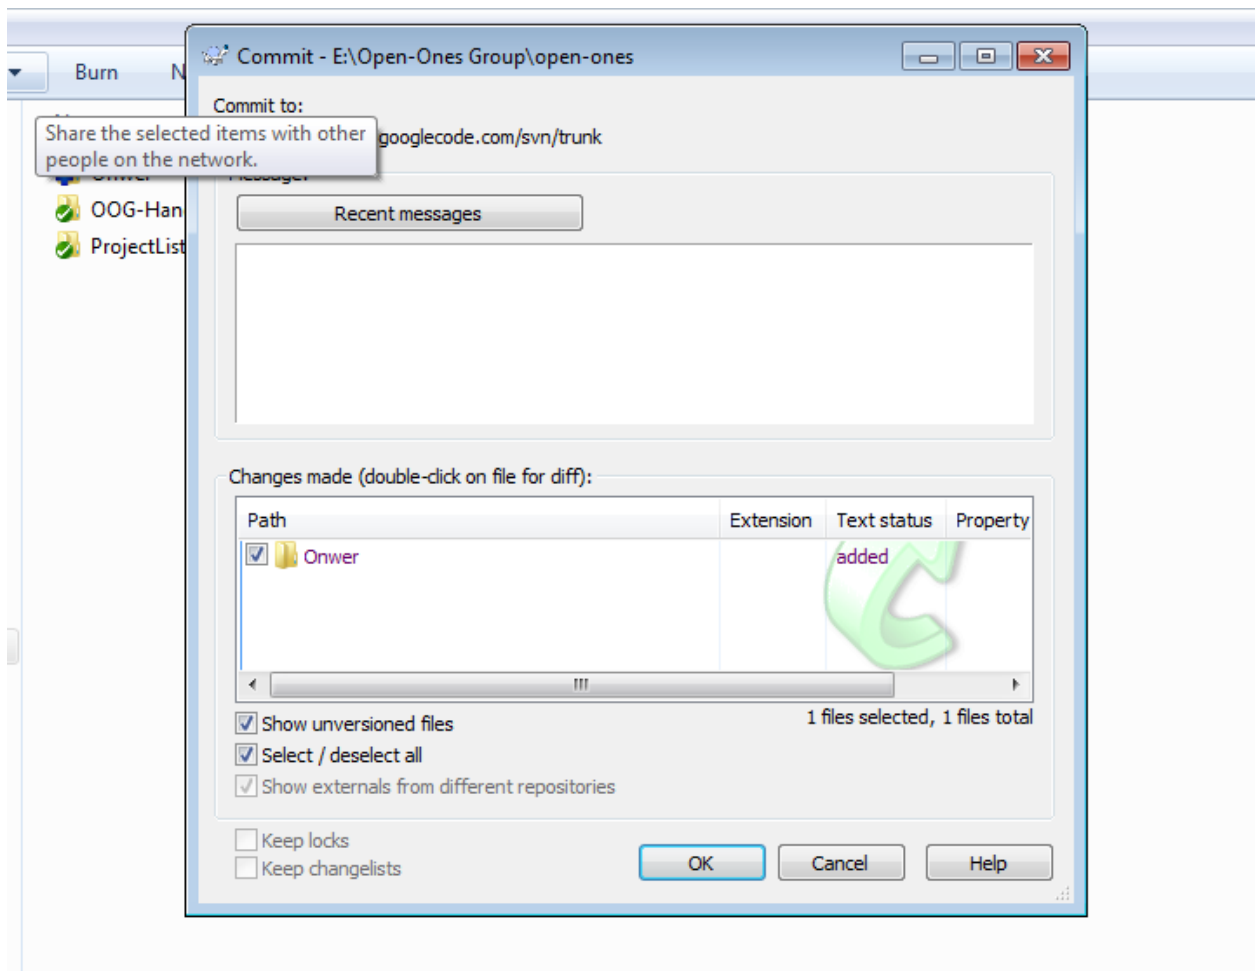 Commit - E:\Open-Ones Group\open-ones
Burn
Commit to:
Share the selected items with other
people on the network.
googlecode.com/svn/trunk
Onwer
Message:
OOG-Han
Recent messages
ProjectList
Changes made (double-click on file for diff):
Path Extension Text status Property
Onwer added
Show unversioned files 1 files selected, 1 files total
Select / deselect all
Show externals from different repositories
Keep locks
Keep changelists
OK Cancel Help